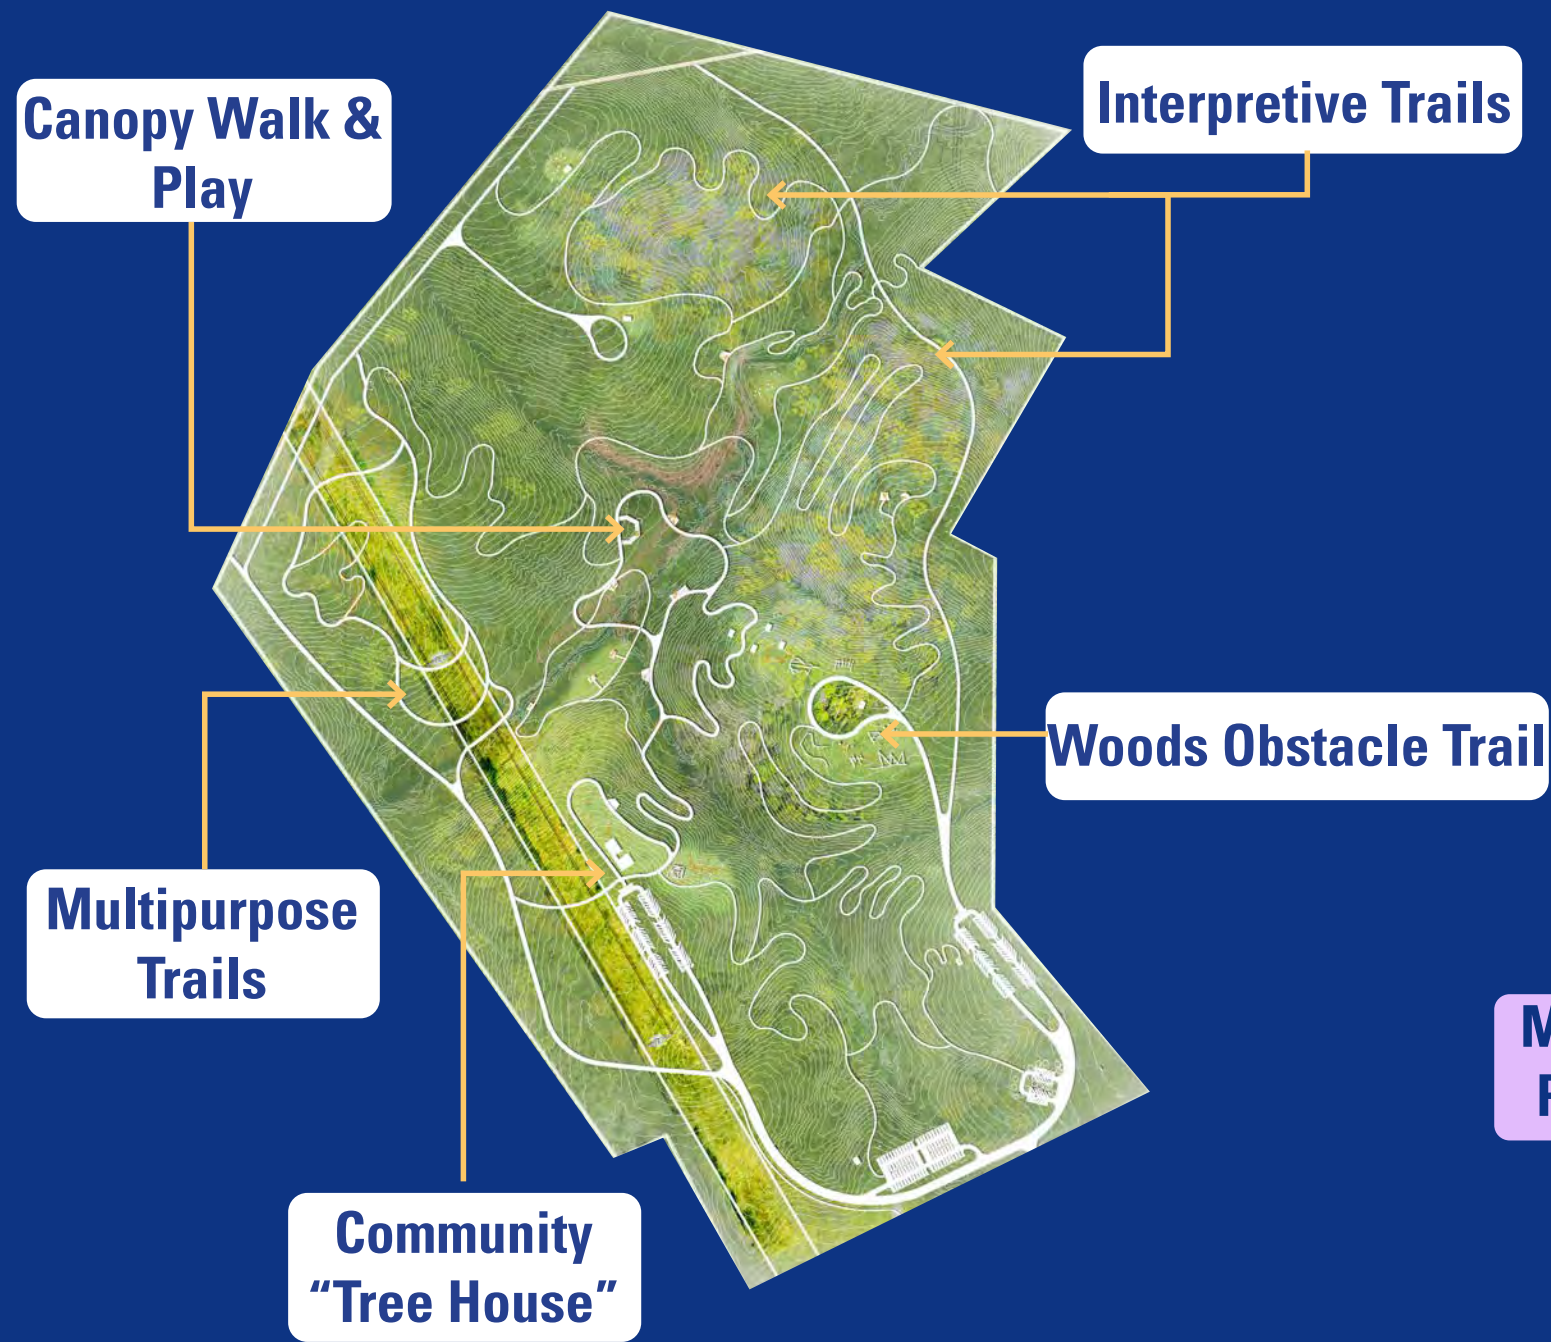 Canopy Walk &
Play
Interpretive Trails
Woods Obstacle Trail
Multipurpose
Trails
Community
“Tree House”